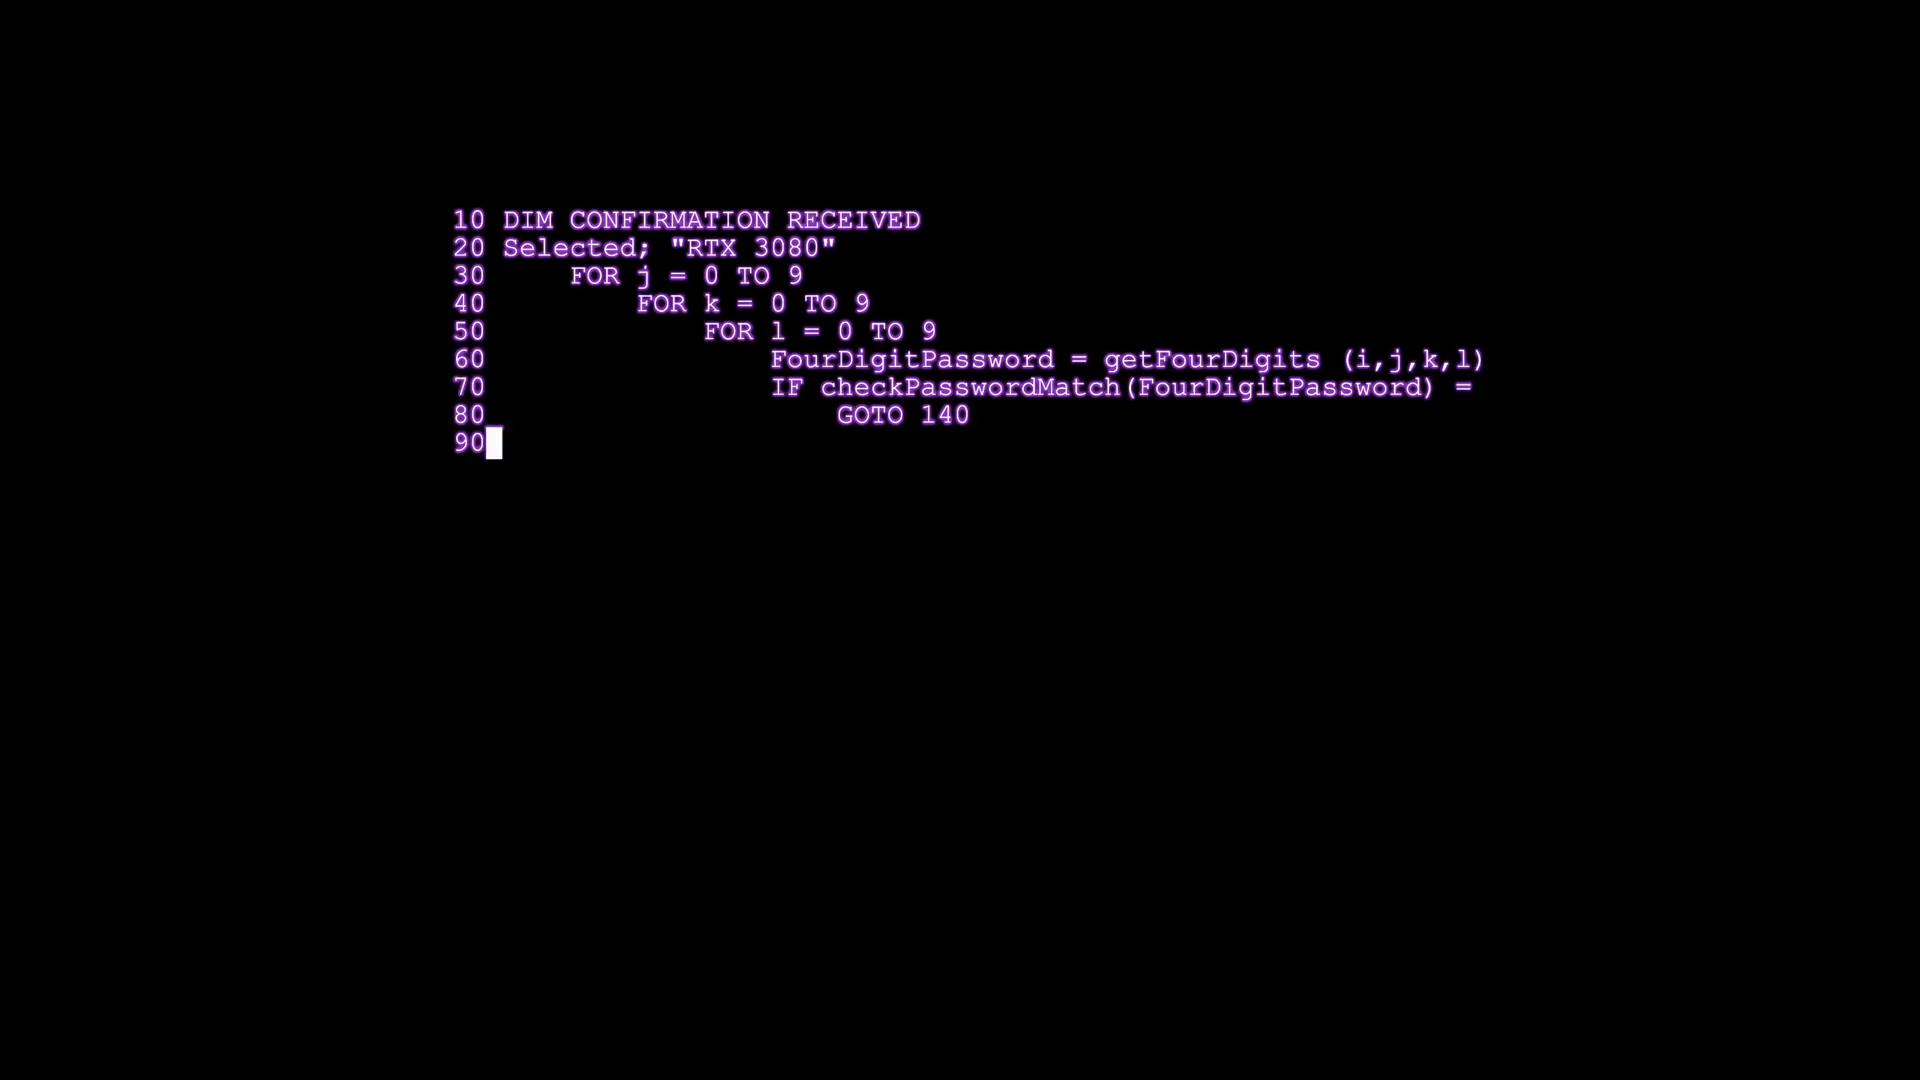 10 DIM CONFIRMATION RECEIVED
20 Selected; "RTX 3080"
30 FOR j = 0 TO 9
40 FOR k = 0 TO 9
50 FOR l = 0 TO 9
60 FourDigitPassword = getFourDigits (i,j,k,l)
70 IF checkPasswordMatch(FourDigitPassword) =
80 GOTO 140
90